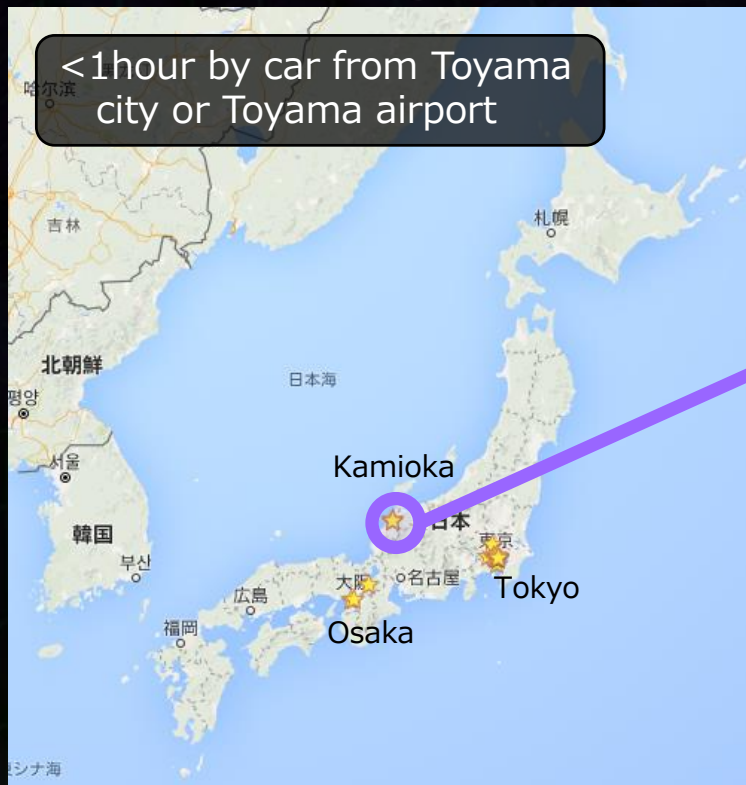 <1hour by car from Toyama
city or Toyama airport
哈尔滨
吉林
札幌
北朝鮮
日本海
평양
서울
Kamioka
韓国
日本
東京
부산
大阪
名古屋
広島
Tokyo
Osaka
福岡
シナ海